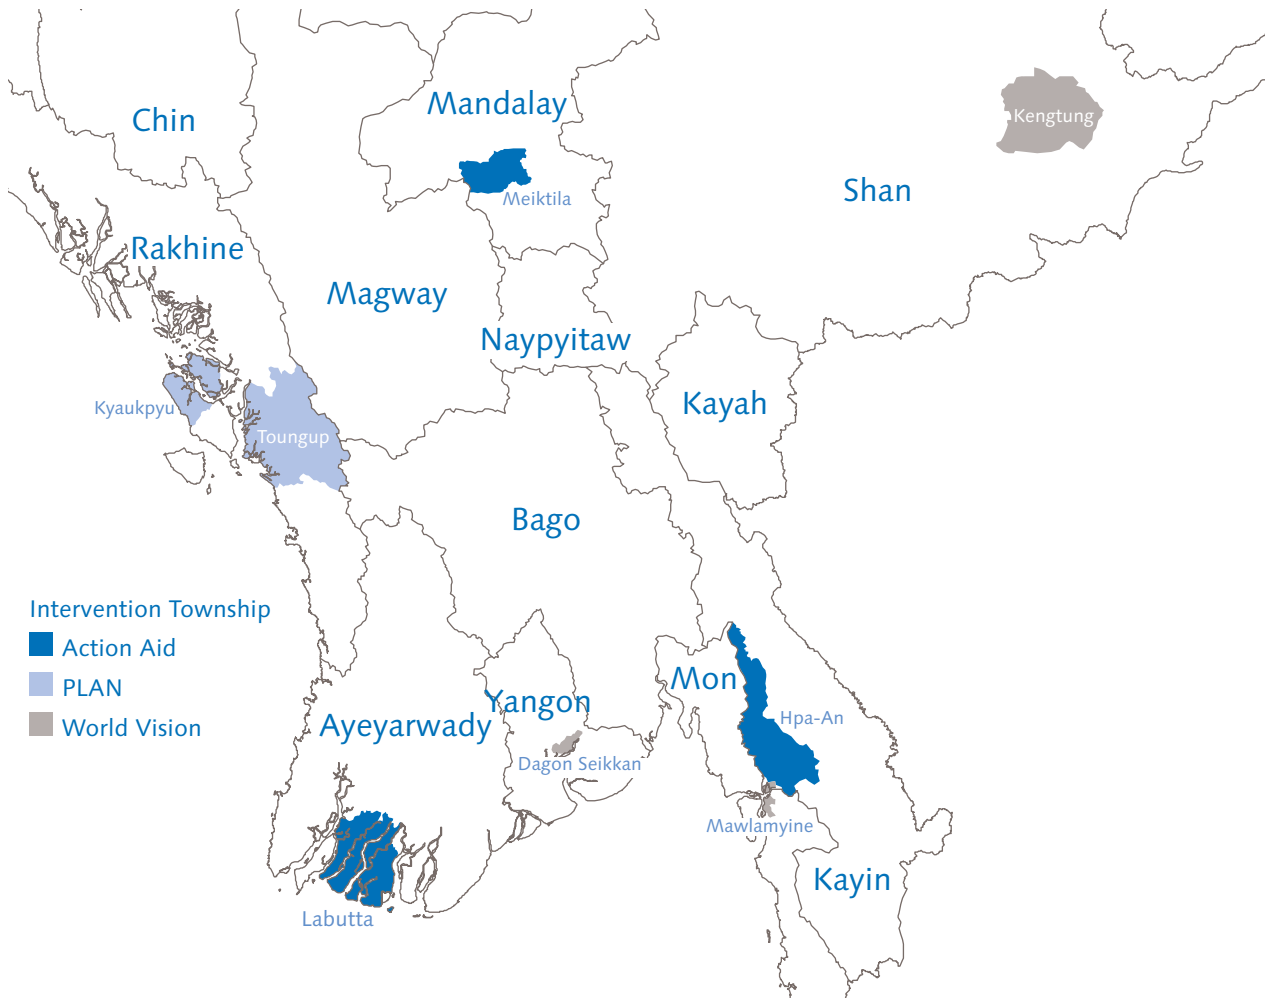 Chin
Mandalay
Kengtung
Meiktila
Shan
Rakhine
Magway
Naypyitaw
Kayah
Kyaukpyu
Toungup
Bago
Intervention Township
Action Aid
PLAN
World Vision
Mon
Yangon
Hpa-An
Ayeyarwady
Dagon Seikkan
Mawlamyine
Kayin
Labutta